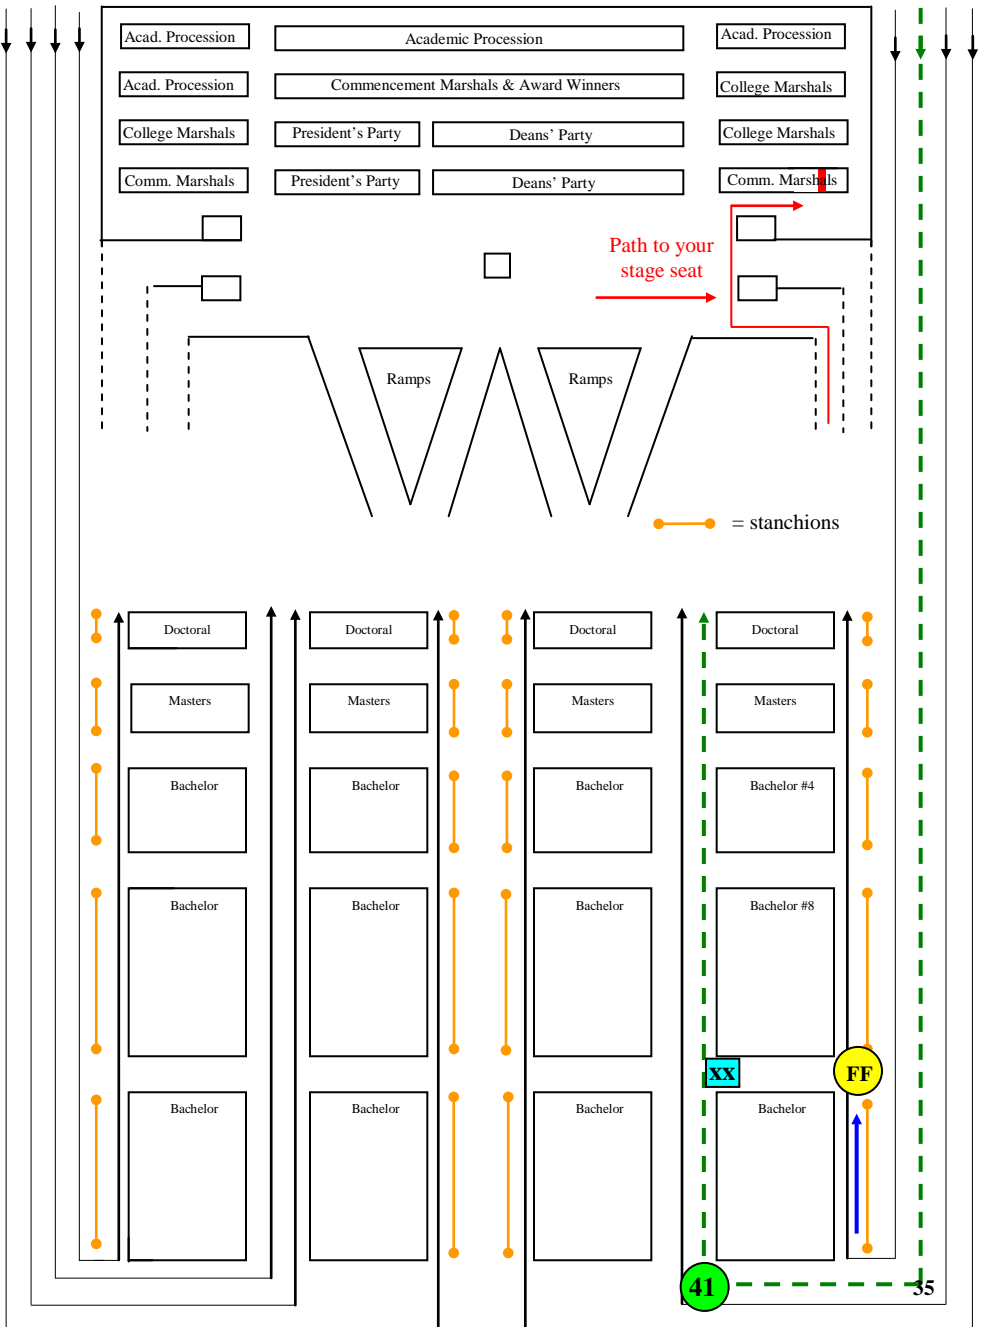 Acad. Procession
Academic Procession
Acad. Procession
Acad. Procession
Commencement Marshals & Award Winners
College Marshals
College Marshals
President’s Party
Deans’ Party
College Marshals
Comm. Marshals
President’s Party
Deans’ Party
Comm. Marshals
Path to your
stage seat
Ramps
Ramps
= stanchions
Doctoral
Doctoral
Doctoral
Doctoral
Masters
Masters
Masters
Masters
Bachelor
Bachelor
Bachelor
Bachelor #4
Bachelor
Bachelor
Bachelor
Bachelor #8
XX
FF
Bachelor
Bachelor
Bachelor
Bachelor
41
35